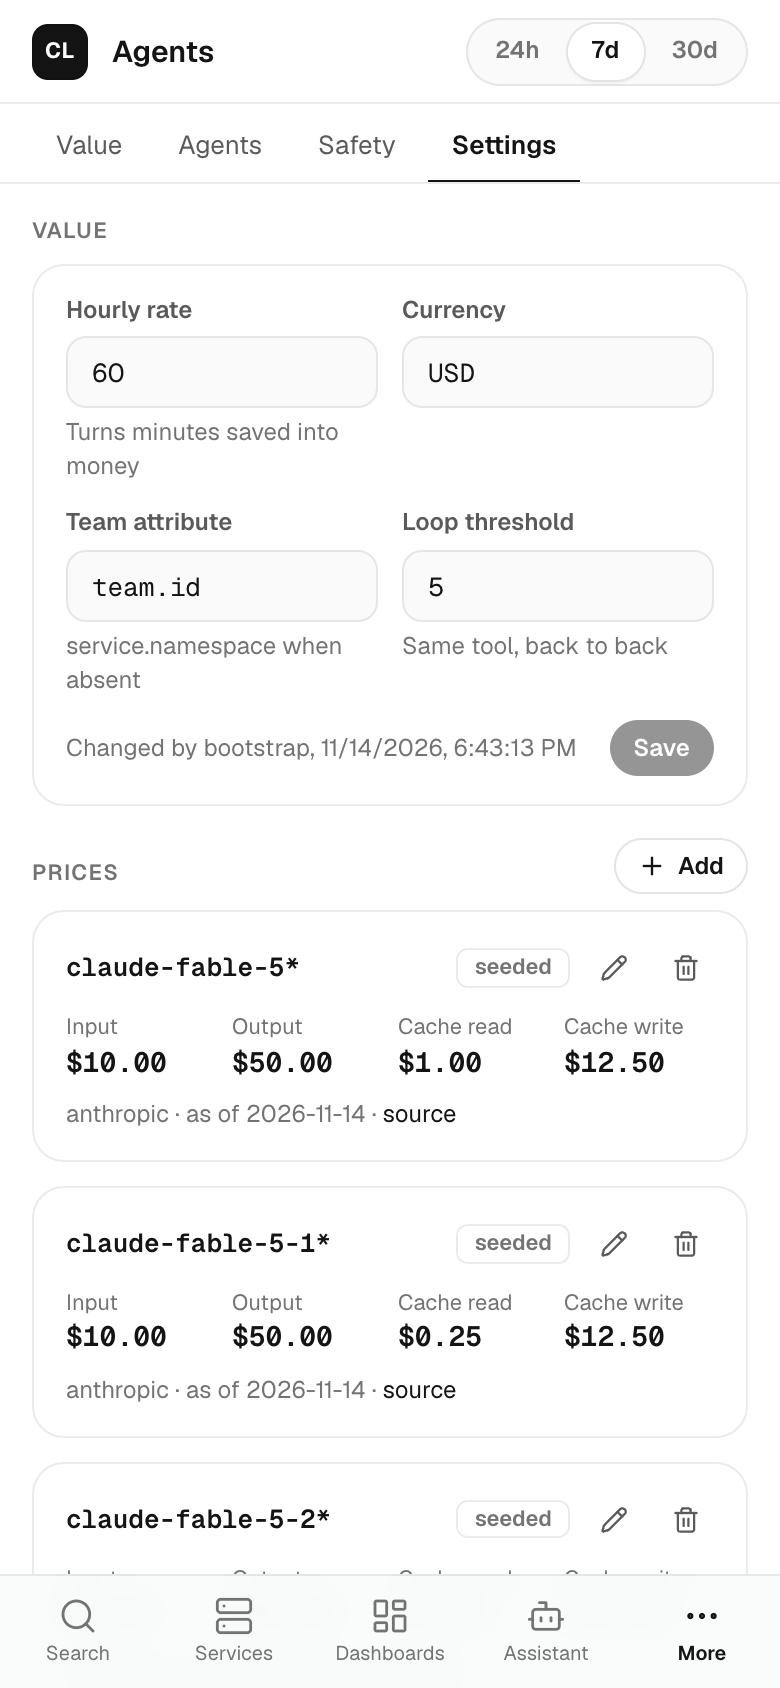 CL Agents 24h 7d 30d
Value Agents Safety Settings
VALUE
Hourly rate Currency
60 USD
Turns minutes saved into
money
Team attribute Loop threshold
team.id 5
service.namespace when Same tool, back to back
absent
Changed by bootstrap, 11/14/2026, 6:43:13 PM Save
PRICES + Add
claude-fable-5* seeded
Input Output Cache read Cache write
$10.00 $50.00 $1.00 $12.50
anthropic · as of 2026-11-14 · source
claude-fable-5-1* seeded
Input Output Cache read Cache write
$10.00 $50.00 $0.25 $12.50
anthropic · as of 2026-11-14 · source
claude-fable-5-2* seeded
Search Services Dashboards Assistant More